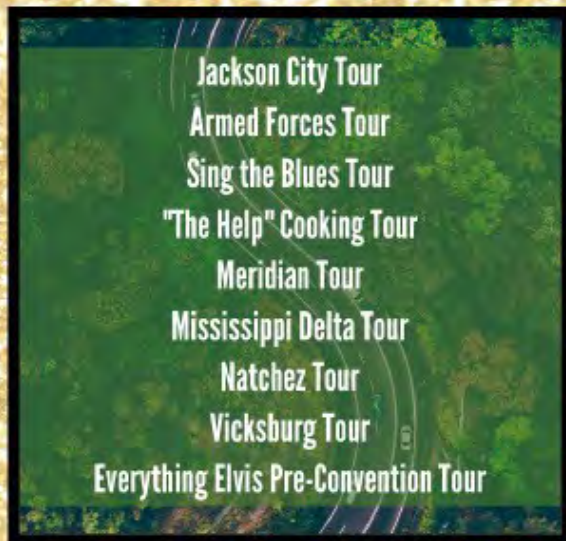 Jackson City Tour
Armed Forces Tour
Sing the Blues Tour
"The Help" Cooking Tour
Meridian Tour
Mississippi Delta Tour
Natchez Tour
Vicksburg Tour
Everything Elvis Pre-Convention Tour